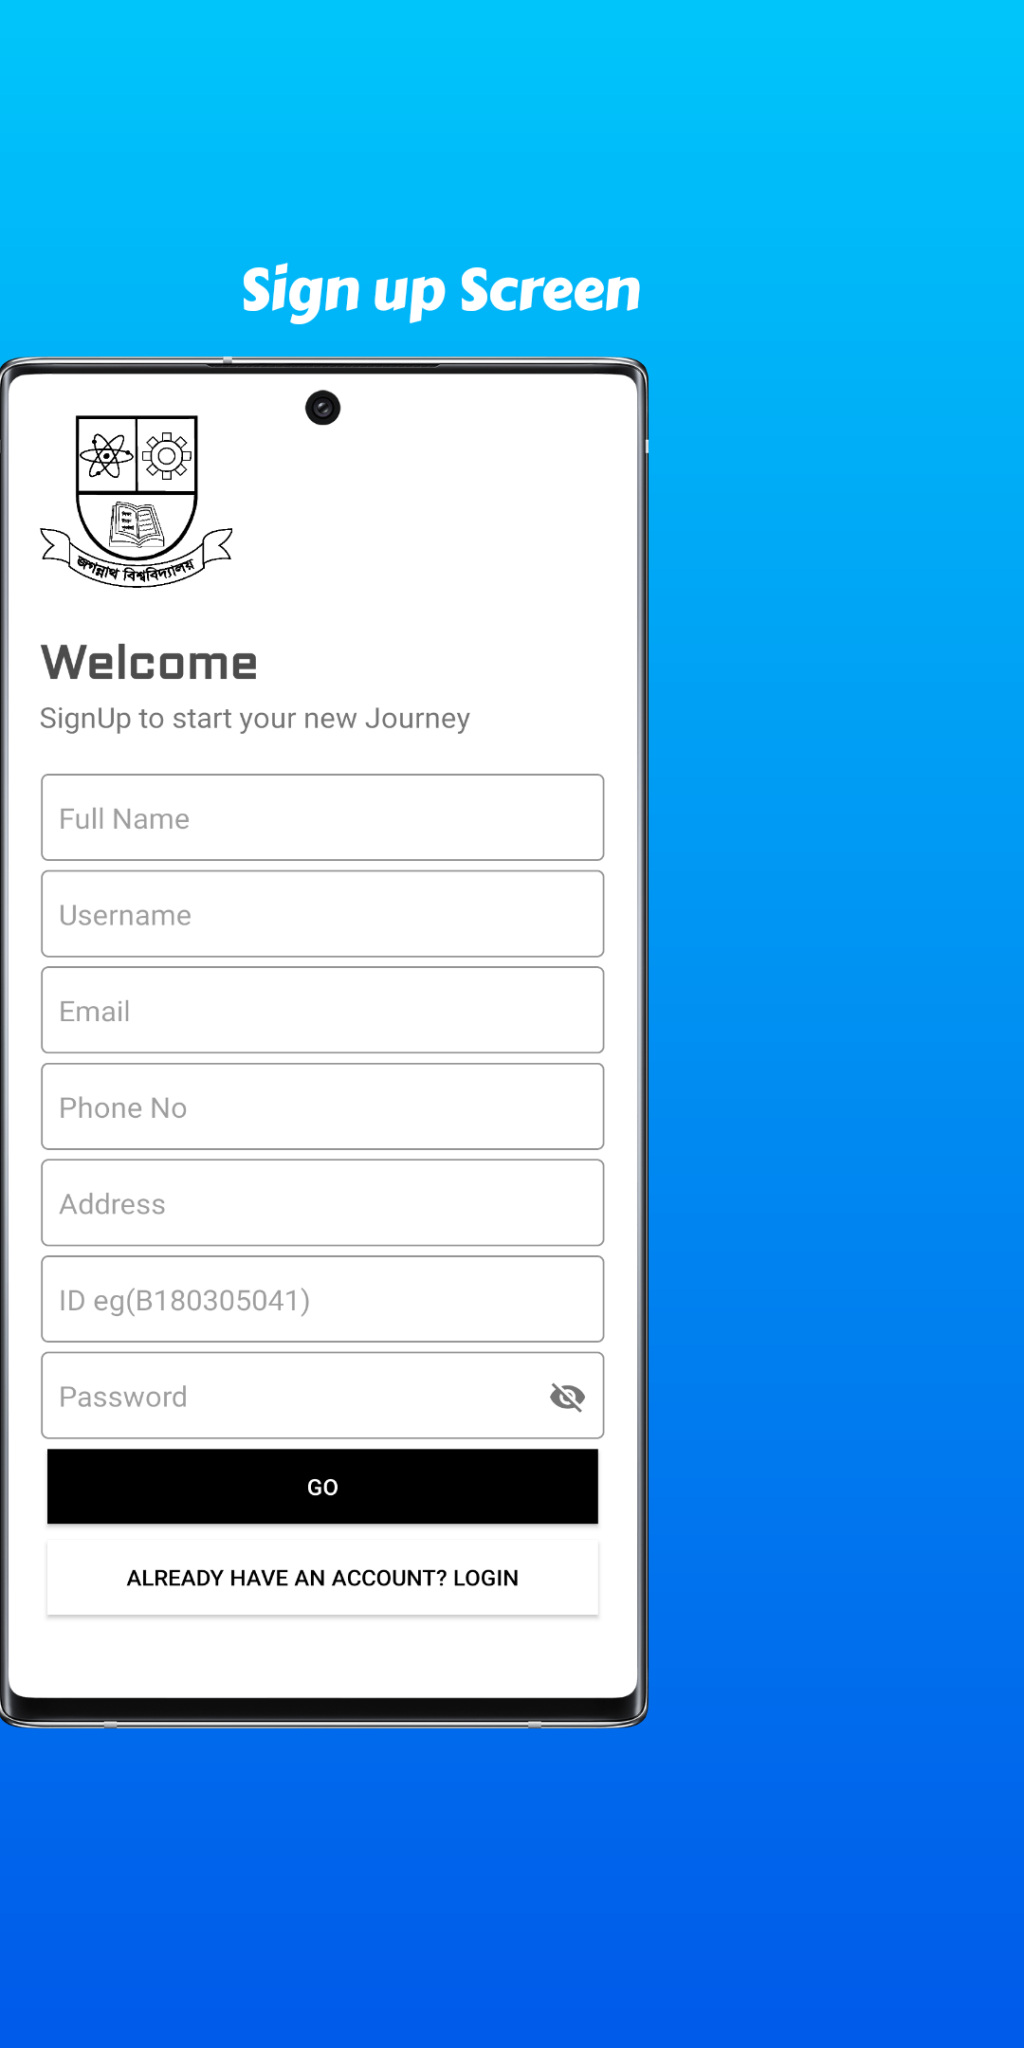 Sign up Screen
জগন্নাথ বিশ্ববিদ্যালয়
Welcome
SignUp to start your new Journey
Full Name
Username
Email
Phone No
Address
ID eg(B180305041)
Password
GO
ALREADY HAVE AN ACCOUNT? LOGIN